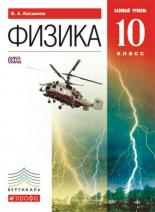 В. А. Касьянов
БАЗОВЫЙ УРОВЕНЬ
ФИЗИКА
10
КЛАСС
ВЕРТИКАЛЬ
дрофа